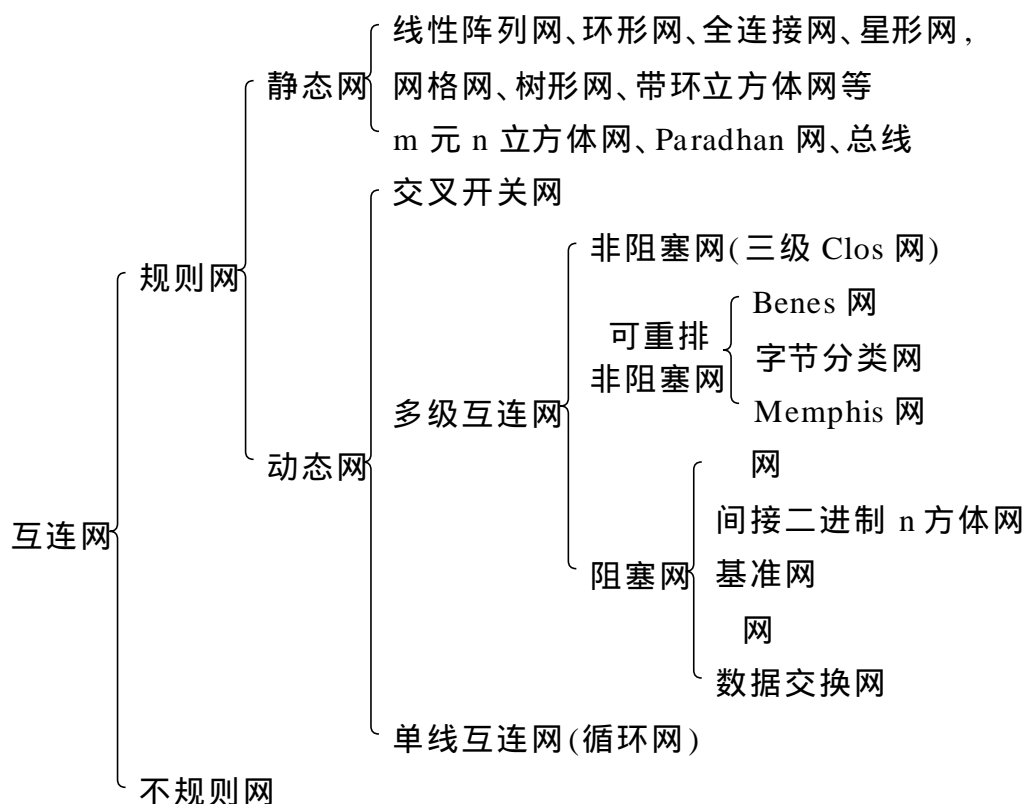 线性阵列网、环形网、全连接网、星形网,
静态网
网格网、树形网、带环立方体网等
m 元 n 立方体网、Paradhan 网、总线
交叉开关网
非阻塞网(三级 Clos 网)
规则网
Benes 网
可重排
字节分类网
非阻塞网
多级互连网
Memphis 网
动态网
网
间接二进制 n 方体网
互连网
阻塞网
基准网
网
数据交换网
单线互连网(循环网)
不规则网